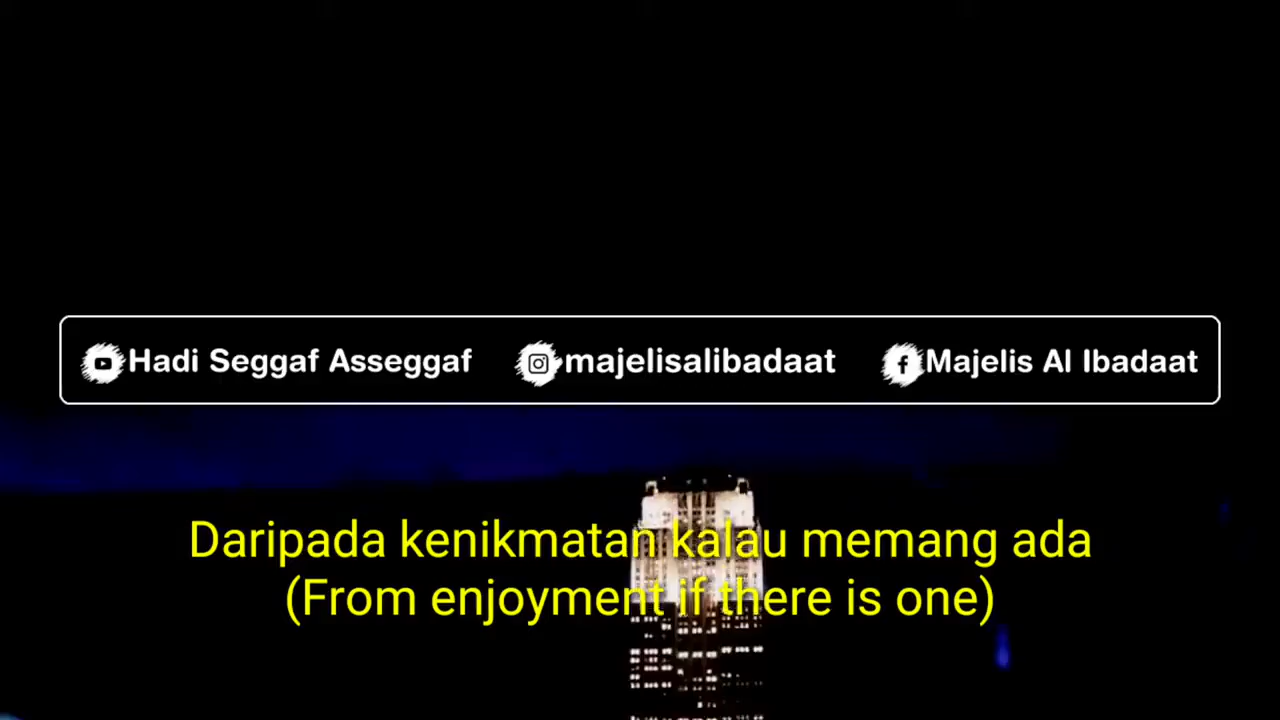 Hadi Seggaf Asseggaf majelisalibadaat Majelis Al Ibadaat
Daripada kenikmatan kalau memang ada
(From enjoyment if there is one)